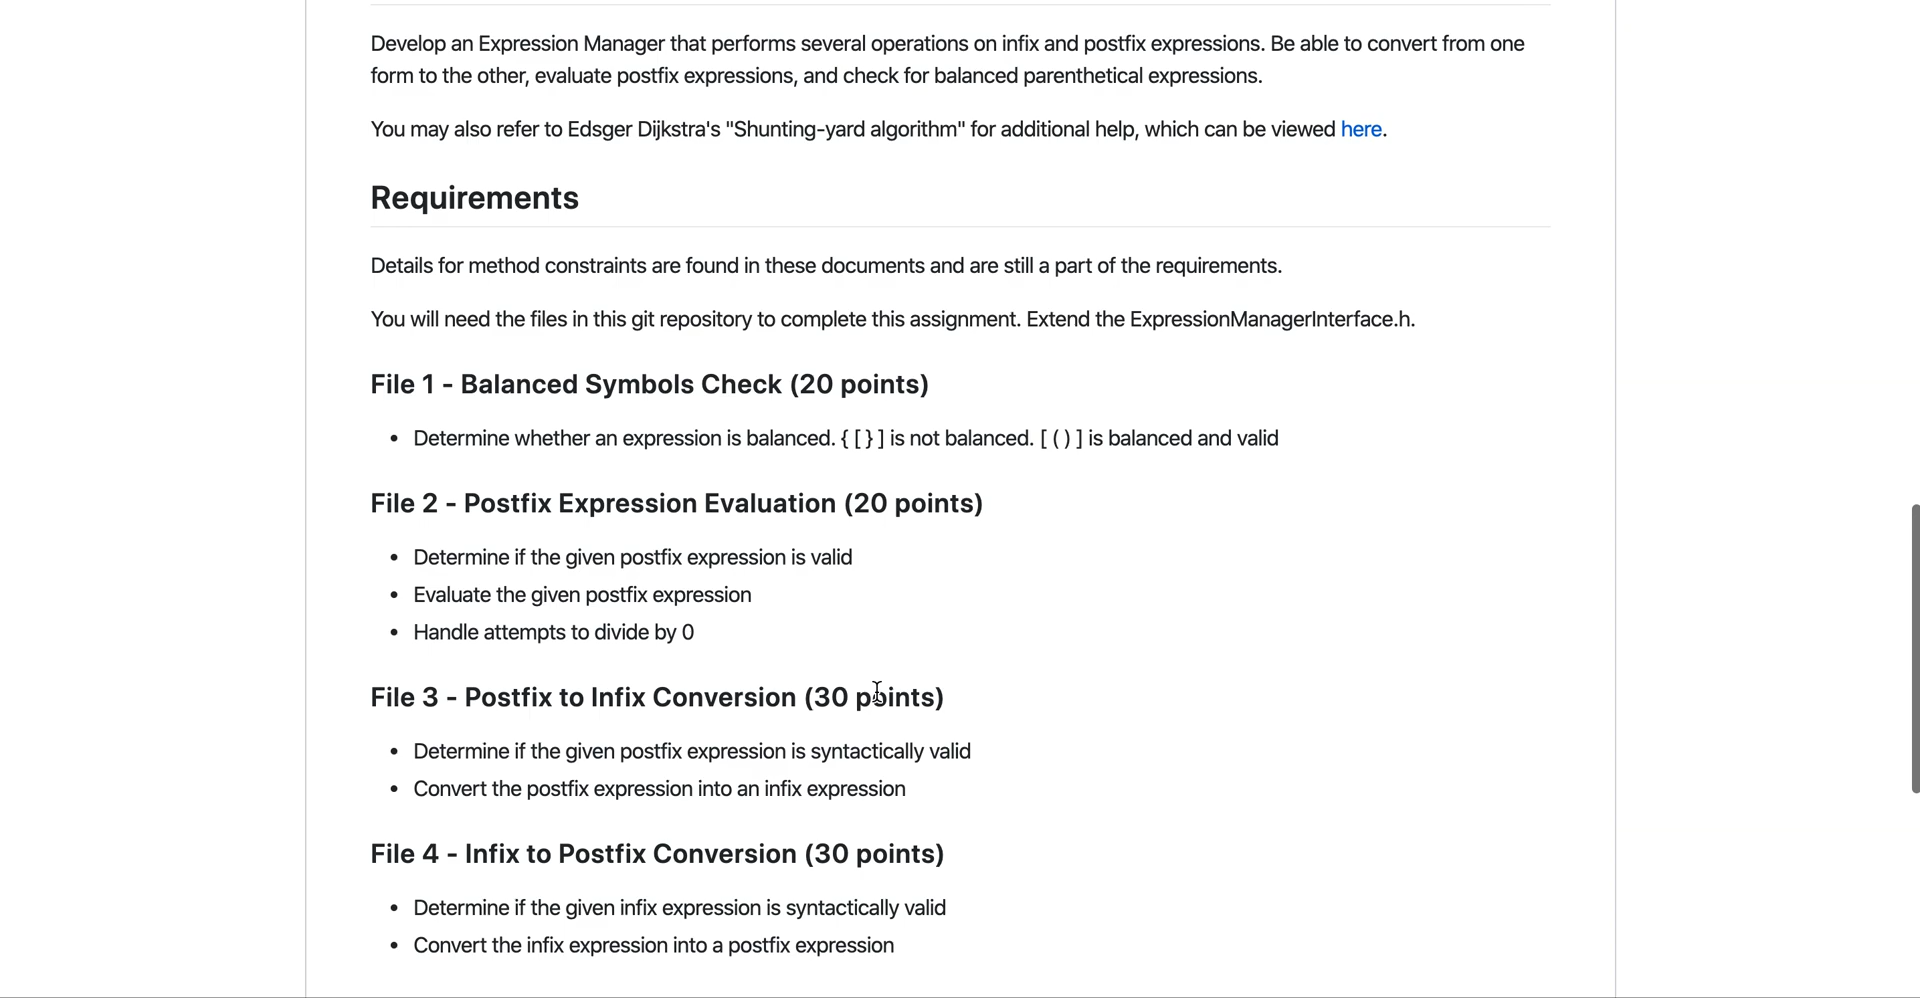 Develop an Expression Manager that performs several operations on infix and postfix expressions. Be able to convert from one
form to the other, evaluate postfix expressions, and check for balanced parenthetical expressions.
You may also refer to Edsger Dijkstra's "Shunting-yard algorithm" for additional help, which can be viewed here.
Requirements
Details for method constraints are found in these documents and are still a part of the requirements.
You will need the files in this git repository to complete this assignment. Extend the ExpressionManagerInterface.h.
File 1 - Balanced Symbols Check (20 points)
• Determine whether an expression is balanced. { [ } ] is not balanced. [ ( ) ] is balanced and valid
File 2 - Postfix Expression Evaluation (20 points)
• Determine if the given postfix expression is valid
• Evaluate the given postfix expression
• Handle attempts to divide by 0
File 3 - Postfix to Infix Conversion (30 points)
• Determine if the given postfix expression is syntactically valid
• Convert the postfix expression into an infix expression
File 4 - Infix to Postfix Conversion (30 points)
• Determine if the given infix expression is syntactically valid
• Convert the infix expression into a postfix expression